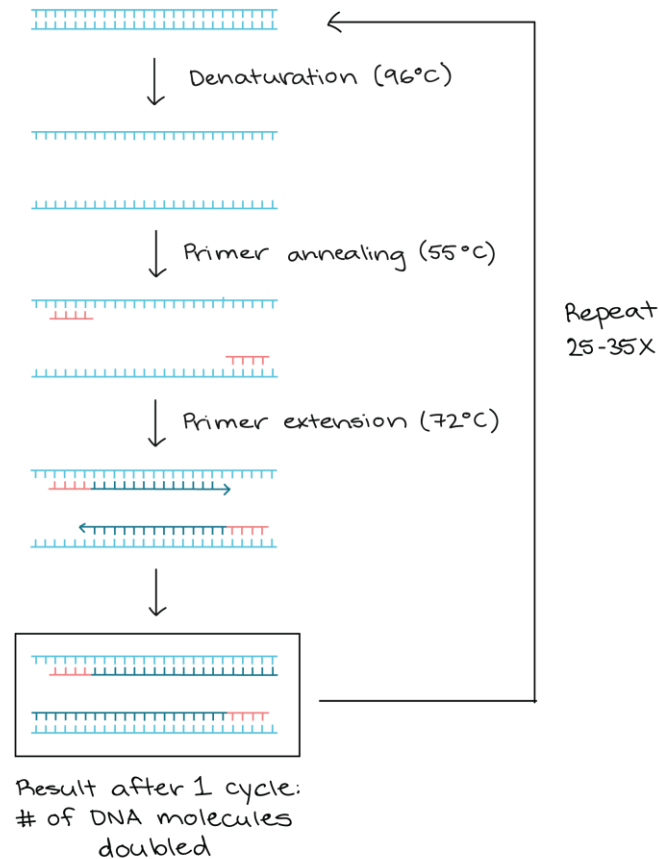 Denaturation (96°C)
Primer annealing (55°C)
Repeat
25-35X
Primer extension (72°C)
Result after 1 cycle:
# of DNA molecules
doubled